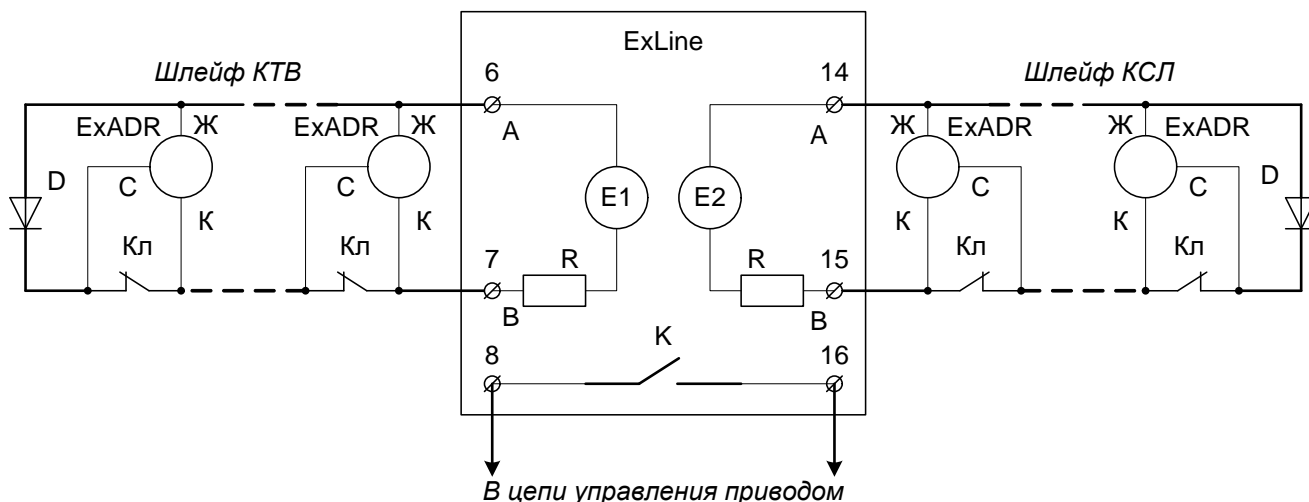 ExLine
Шлейф КТВ
6
14
Шлейф КСЛ
ExADR
Ж
ExADR
Ж
A
A
Ж
ExADR
Ж
ExADR
D
С
С
E1
E2
С
С
D
К
К
К
К
Кл
Кл
7
R
R
15
Кл
Кл
B
B
8
K
16
В цепи управления приводом